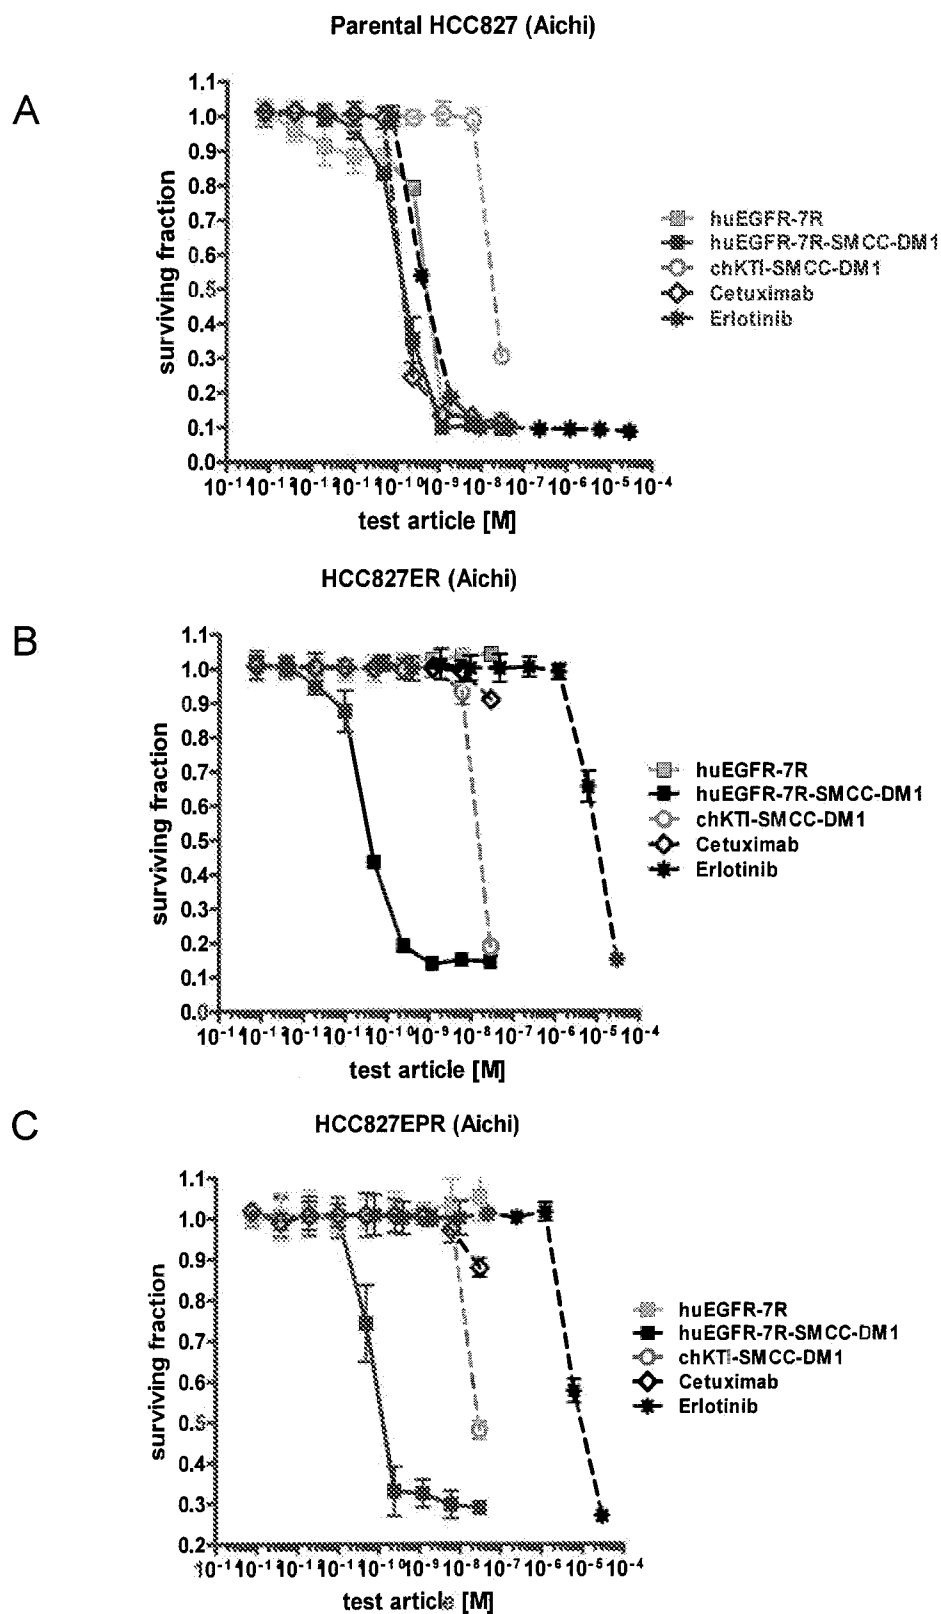 Parental HCC827 (Aichi)
A
1.1
1.0
0.9
0.8
0.7
0.6
0.5
0.4
0.3
0.2
0.1
0.0
surviving fraction
10-9 10-8 10-7 10-6 10-5 10-4
test article [M]
huEGFR-7R
huEGFR-7R-SMCC-DM1
chKTI-SMCC-DM1
Cetuximab
Erlotinib
HCC827ER (Aichi)
B
1.1
1.0
0.9
0.8
0.7
0.6
0.5
0.4
0.3
0.2
0.1
0.0
surviving fraction
10-9 10-8 10-7 10-6 10-5 10-4
test article [M]
huEGFR-7R
huEGFR-7R-SMCC-DM1
chKTI-SMCC-DM1
Cetuximab
Erlotinib
HCC827EPR (Aichi)
C
1.1
1.0
0.9
0.8
0.7
0.6
0.5
0.4
0.3
0.2
surviving fraction
10-9 10-8 10-7 10-6 10-5 10-4
test article [M]
huEGFR-7R
huEGFR-7R-SMCC-DM1
chKTI-SMCC-DM1
Cetuximab
Erlotinib